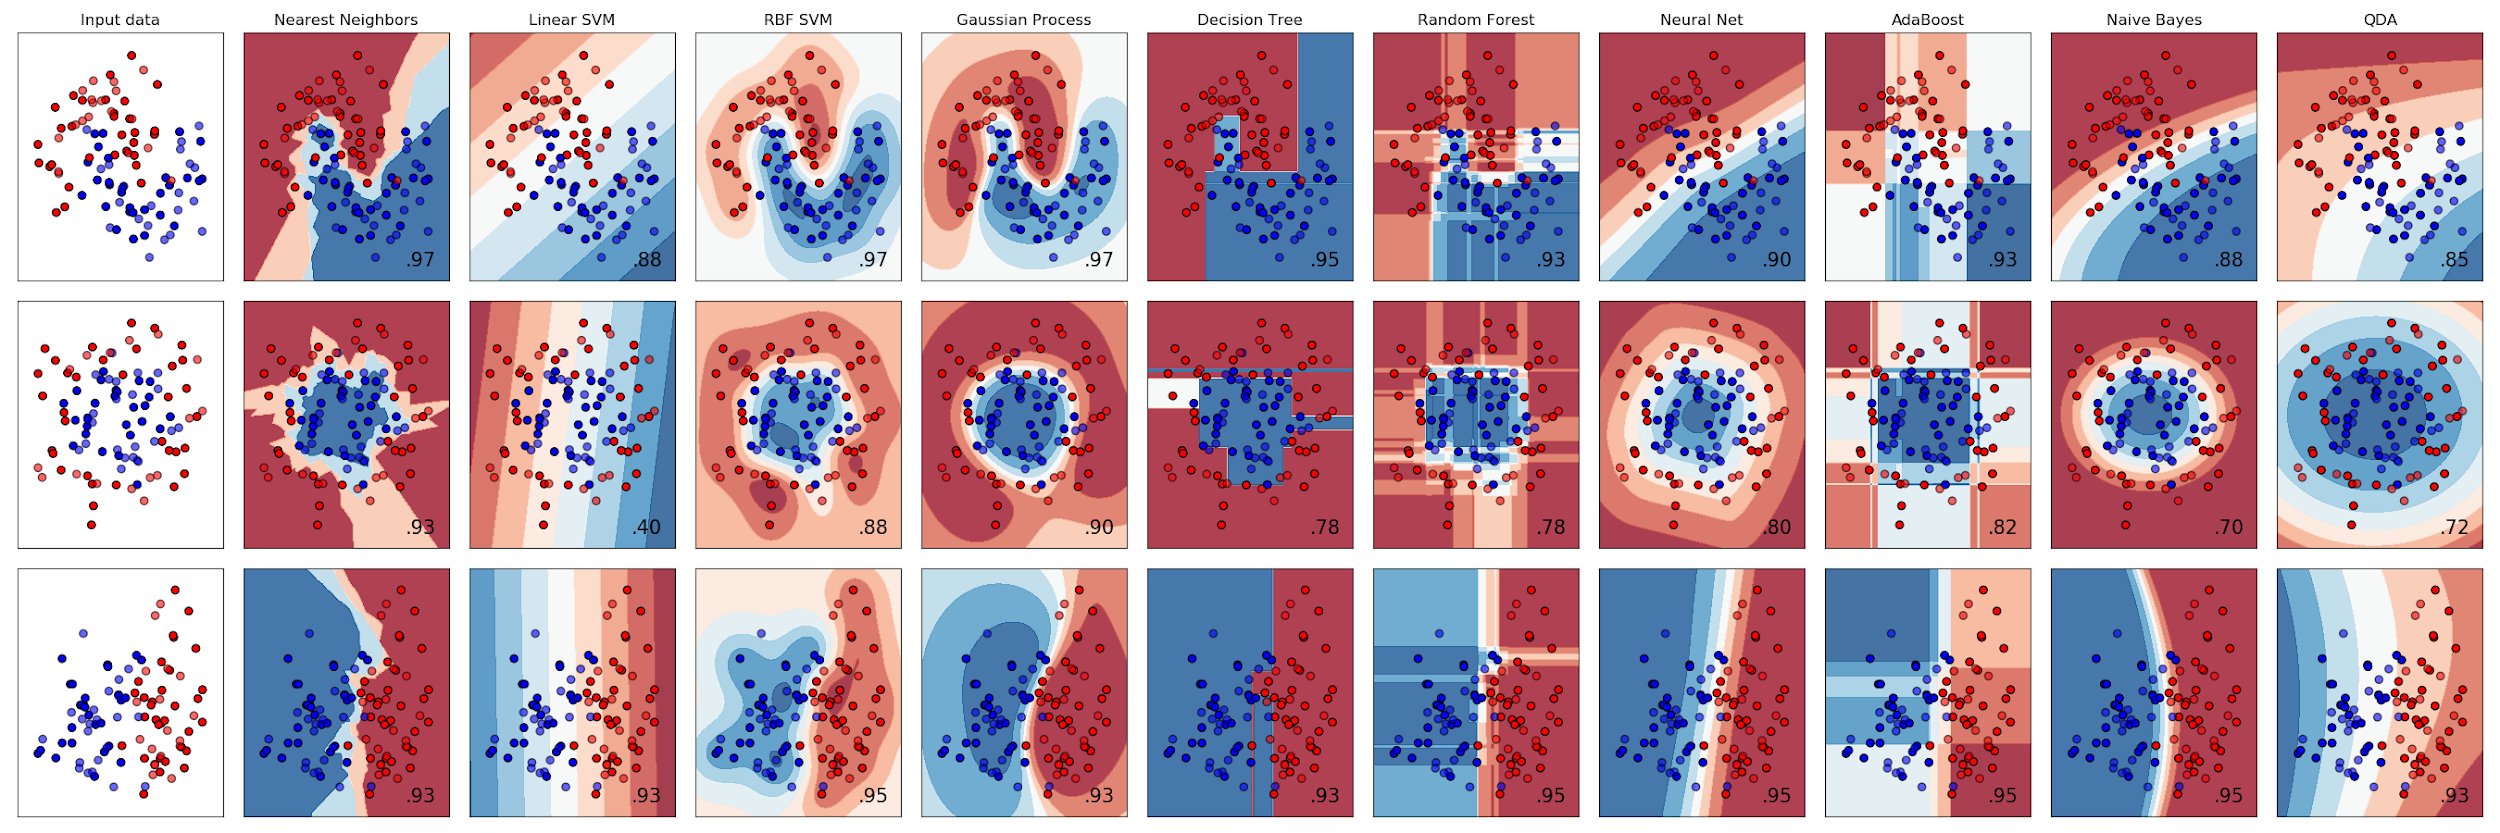 Input data Nearest Neighbors Linear SVM RBF SVM Gaussian Process Decision Tree Random Forest Neural Net AdaBoost Naive Bayes QDA
.97 .88 .97 .97 .95 .93 .90 .93 .88 .85
.93 .40 .88 .90 .78 .78 .80 .82 .70 .72
.93 .93 .95 .93 .93 .95 .95 .95 .95 .93